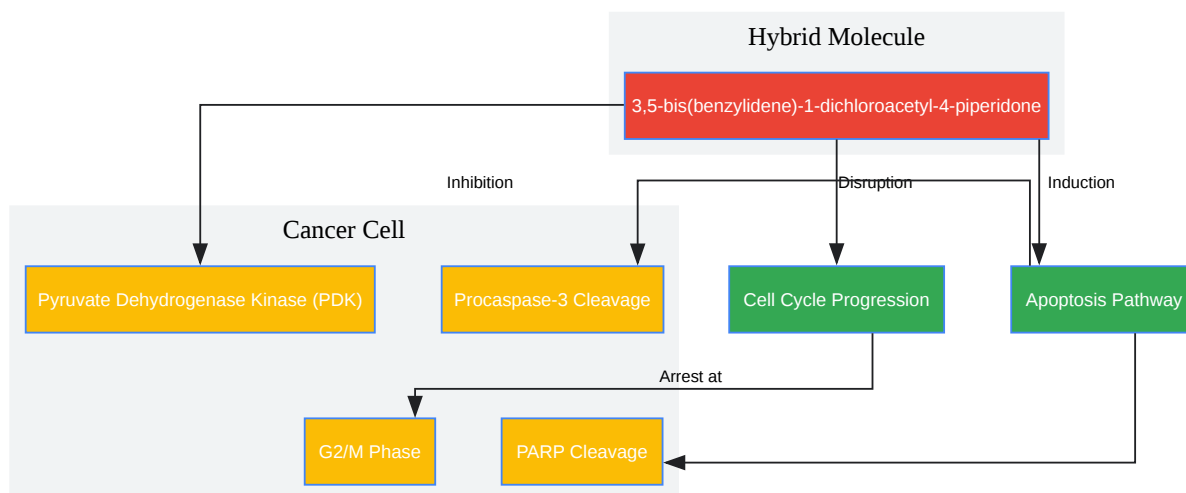 Hybrid Molecule
3,5-bis(benzylidene)-1-dichloroacetyl-4-piperidone
Inhibition
Disruption
Induction
Cancer Cell
Pyruvate Dehydrogenase Kinase (PDK)
Procaspase-3 Cleavage
Cell Cycle Progression
Apoptosis Pathway
Arrest at
G2/M Phase
PARP Cleavage